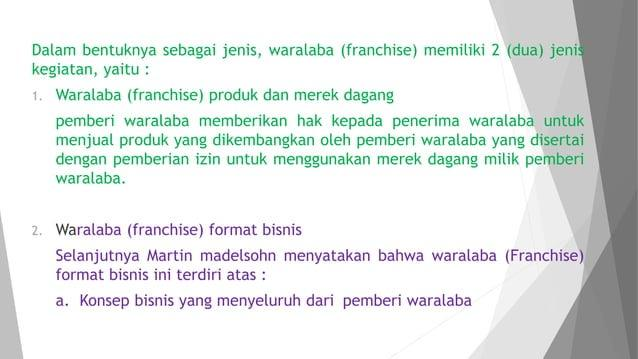 Dalam bentuknya sebagai jenis, waralaba (franchise) memiliki 2 (dua) jenis
kegiatan, yaitu :
1. Waralaba (franchise) produk dan merek dagang
pemberi waralaba memberikan hak kepada penerima waralaba untuk
menjual produk yang dikembangkan oleh pemberi waralaba yang disertai
dengan pemberian izin untuk menggunakan merek dagang milik pemberi
waralaba.
2. Waralaba (franchise) format bisnis
Selanjutnya Martin madelsohn menyatakan bahwa waralaba (Franchise)
format bisnis ini terdiri atas :
a. Konsep bisnis yang menyeluruh dari pemberi waralaba